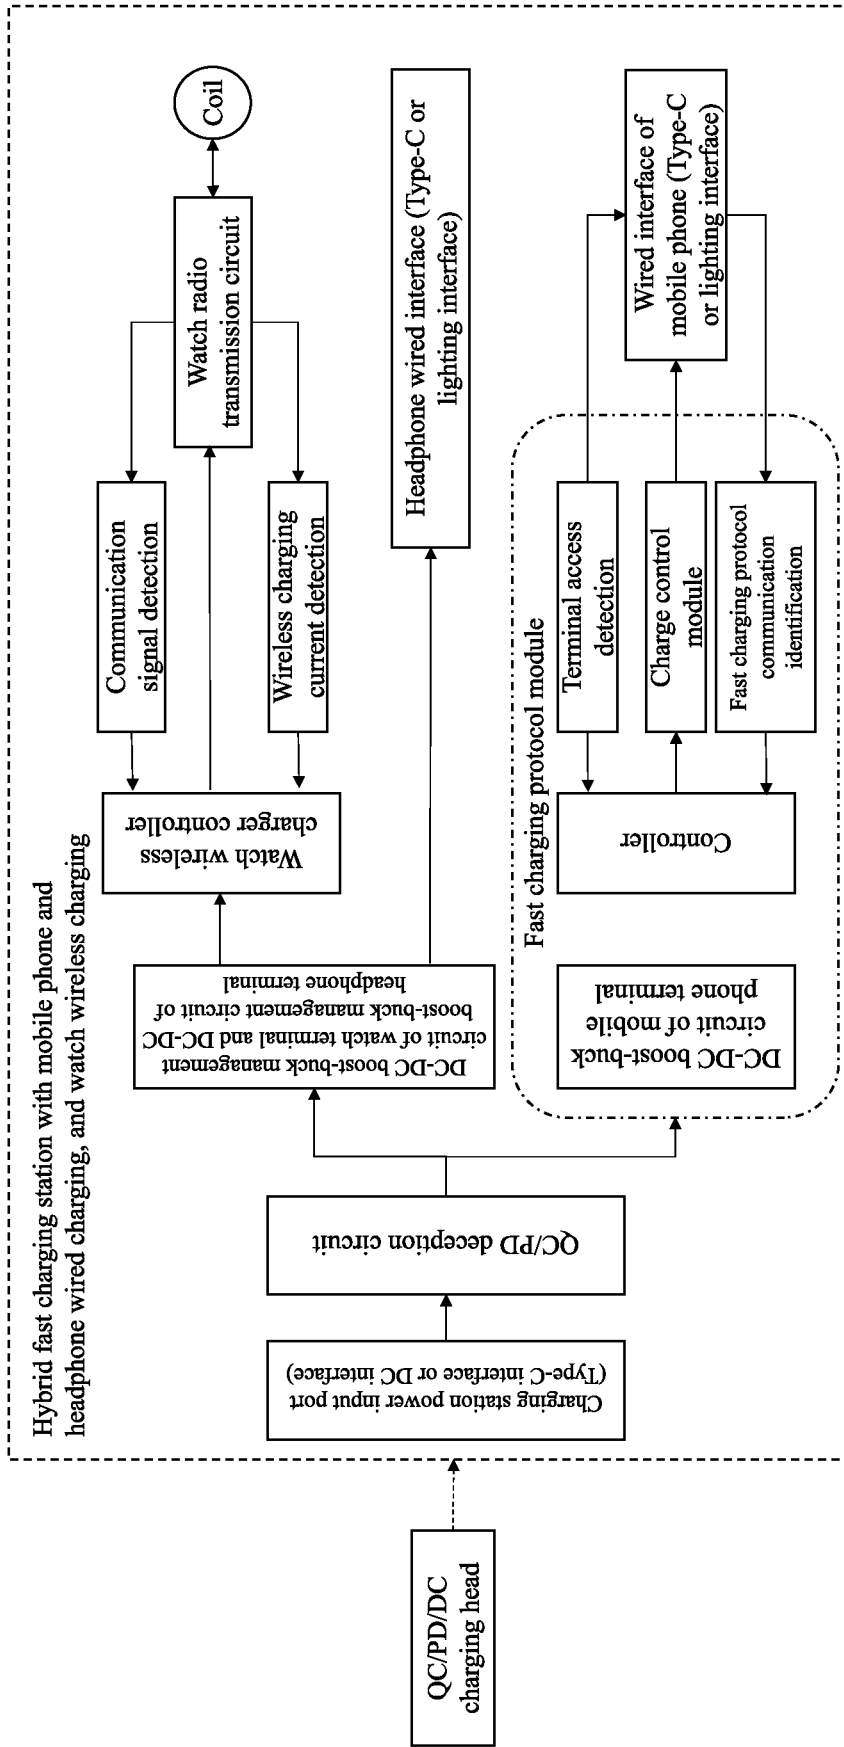 Hybrid fast charging station with mobile phone and
headphone wired charging, and watch wireless charging
QC/PD/DC
charging head
Charging station power input port
(Type-C interface or DC interface)
QC/PD deception circuit
DC-DC boost-buck management
circuit of watch terminal and DC-DC
boost-buck management circuit of
headphone terminal
Watch wireless
charger controller
Communication
signal detection
Wireless charging
current detection
Watch radio
transmission circuit
Coil
Headphone wired interface (Type-C or
lighting interface)
Fast charging protocol module
DC-DC boost-buck
circuit of mobile
phone terminal
Controller
Terminal access
detection
Charge control
module
Fast charging protocol
communication
identification
Wired interface of
mobile phone (Type-C
or lighting interface)